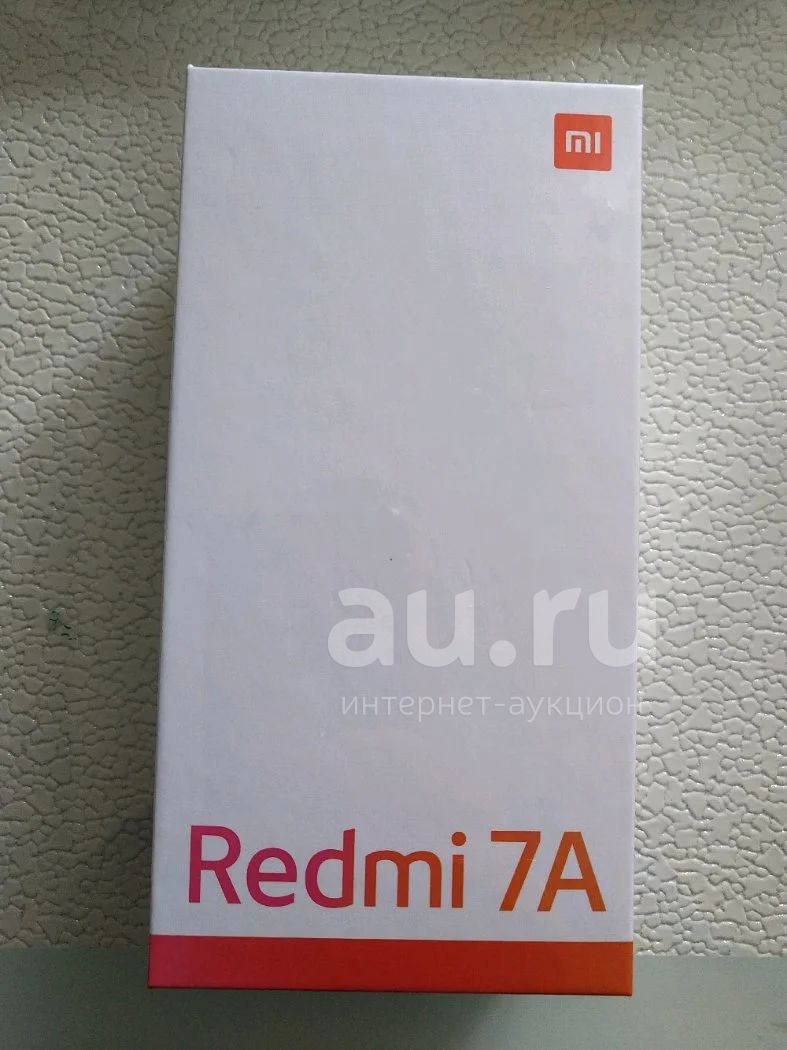 mi
au.ru
интернет-аукцион
Redmi 7A